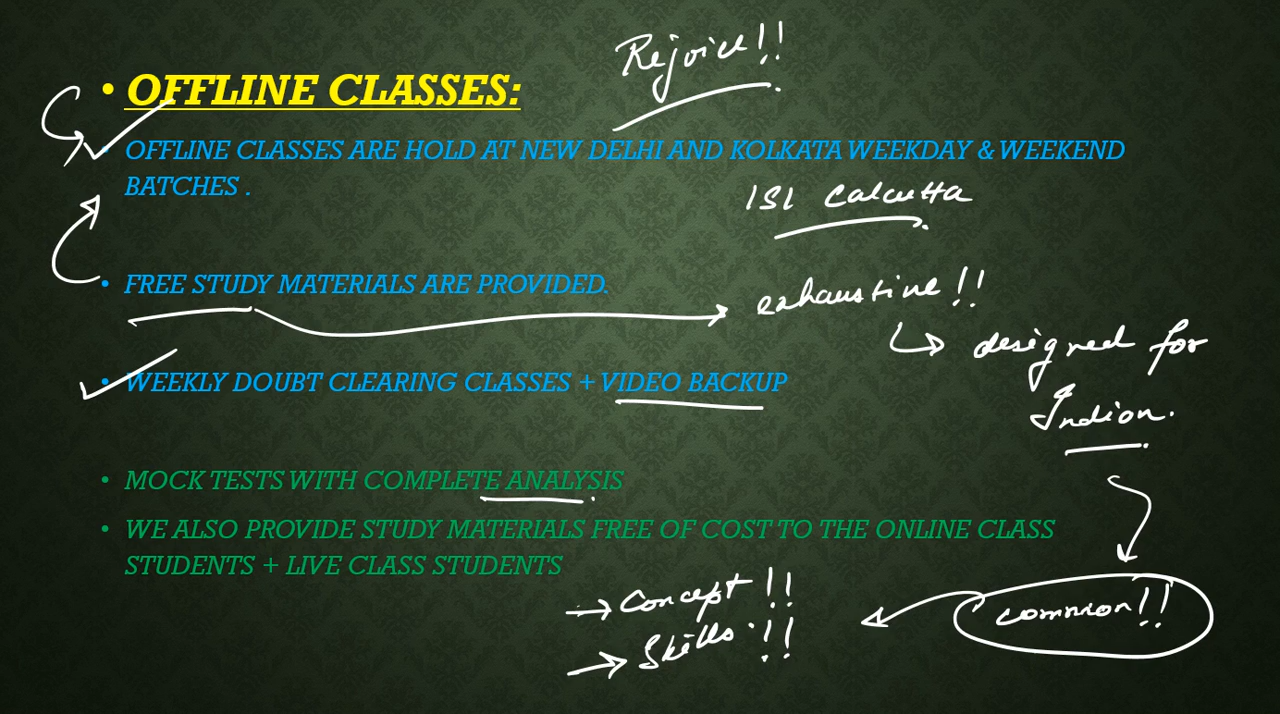 Rejoice!!
• OFFLINE CLASSES:
• OFFLINE CLASSES ARE HOLD AT NEW DELHI AND KOLKATA WEEKDAY & WEEKEND
BATCHES .
ISI Calcutta
• FREE STUDY MATERIALS ARE PROVIDED.
exhaustive!!
designed for
Indian.
• WEEKLY DOUBT CLEARING CLASSES + VIDEO BACKUP
• MOCK TESTS WITH COMPLETE ANALYSIS
• WE ALSO PROVIDE STUDY MATERIALS FREE OF COST TO THE ONLINE CLASS
STUDENTS + LIVE CLASS STUDENTS
common!!
→ Concept!!
→ Skills!!